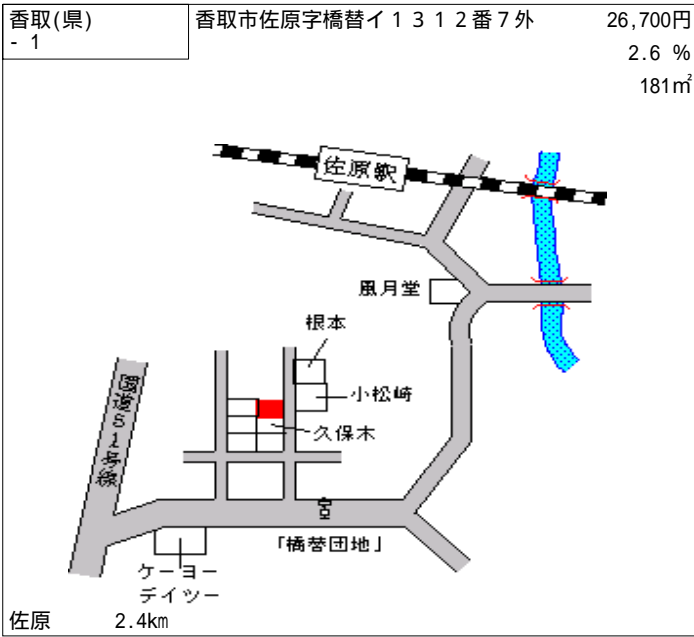 香取(県)
- 1
香取市佐原字橋替イ１３１２番７外
26,700円
2.6 %
181㎡
佐原駅
風月堂
根本
小松崎
久保木
国道５１号線
「橋替団地」
ケーヨー
デイツー
佐原 2.4km